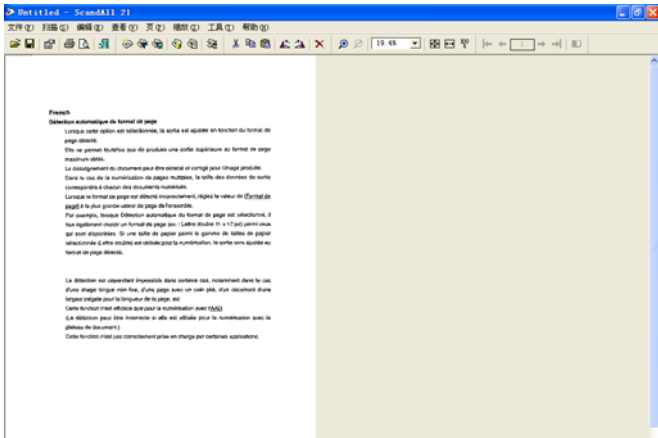 Untitled - ScandAll 21
文件(F) 扫描(S) 编辑(E) 查看(V) 页(P) 缩放(Z) 工具(T) 帮助(H)
19.4%
1
French
Détection automatique du format de page
Lorsque cette option est sélectionnée, la sortie est ajustée en fonction du format de
page détecté.
Elle ne permet toutefois pas de produire une sortie supérieure au format de page
maximum
Le désalignement du document peut être détecté et corrigé pour l'image produite.
Dans le cas de la numérisation de pages multiples, la taille des données de sortie
correspondra à chacun des documents numérisés.
Lorsque le format de page est détecté incorrectement, réglez la valeur de [Format de
page] à la plus grande valeur de page de l'ensemble.
Par exemple, lorsque Détection automatique du format de page est sélectionné, il
faut également choisir un format de page (ex. : Lettre double 11 x 17 po) parmi ceux
qui sont disponibles. Si une taille de papier parmi la gamme de tailles de papier
sélectionnée (Lettre double) est utilisée pour la numérisation, la sortie sera ajustée au
format de page détecté.
La détection est cependant impossible dans certains cas, notamment dans le cas
d'une image longue non fixe, d'une page avec un coin plié, d'un document d'une
largeur inégale pour la longueur de la page, etc.
Cette fonction n'est efficace que pour la numérisation avec l'AAD.
(La détection peut être incorrecte si elle est utilisée pour la numérisation avec le
plateau de document.)
Cette fonction n'est pas correctement prise en charge par certaines applications.